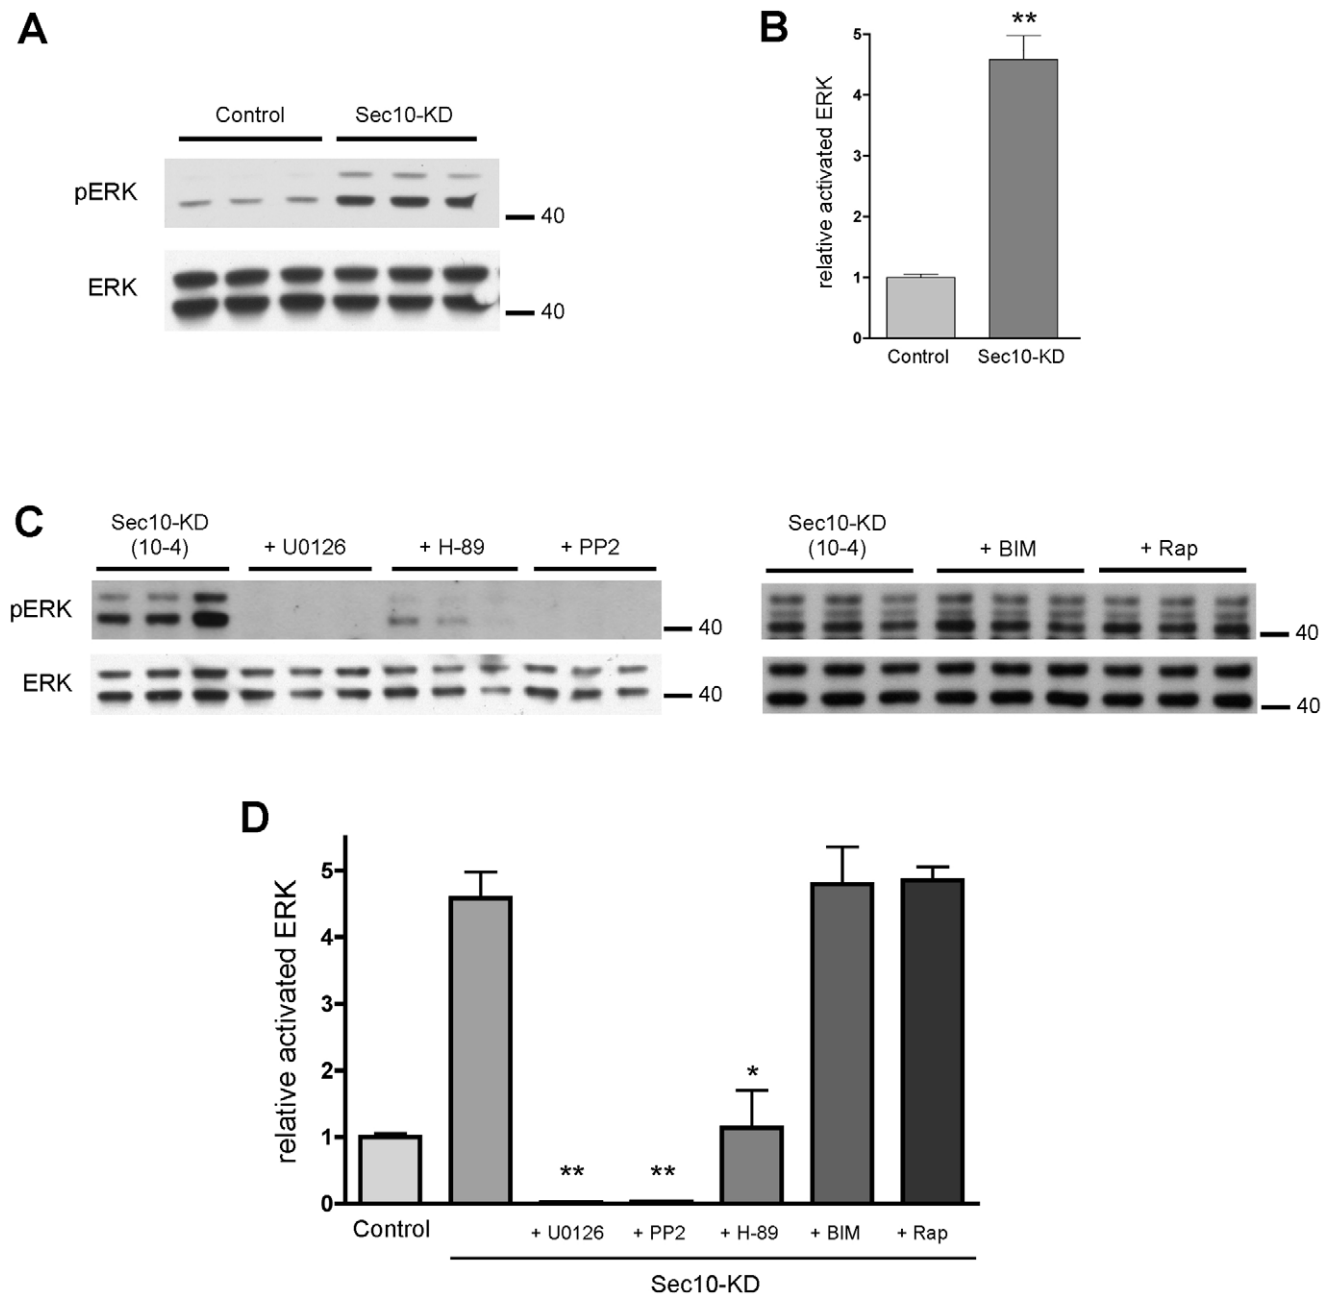 A
Control Sec10-KD
pERK
40
ERK
40
B
**
relative activated ERK
5
4
3
2
1
0
Control Sec10-KD
C
Sec10-KD
(10-4) + U0126 + H-89 + PP2
pERK
40
ERK
40
Sec10-KD
(10-4) + BIM + Rap
40
40
D
relative activated ERK
5
4
3
2
1
0
** ** *
Control + U0126 + PP2 + H-89 + BIM + Rap
Sec10-KD